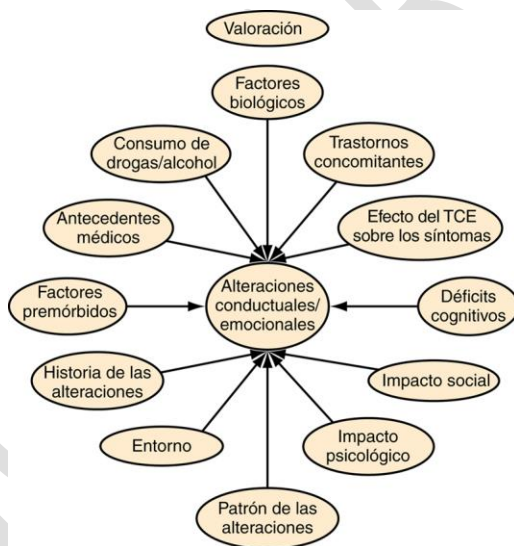 Valoración
Factores
biológicos
Consumo de
drogas/alcohol
Trastornos
concomitantes
Antecedentes
médicos
Efecto del TCE
sobre los síntomas
Factores
premórbidos
Alteraciones
conductuales/
emocionales
Déficits
cognitivos
Historia de las
alteraciones
Impacto social
Entorno
Impacto
psicológico
Patrón de las
alteraciones